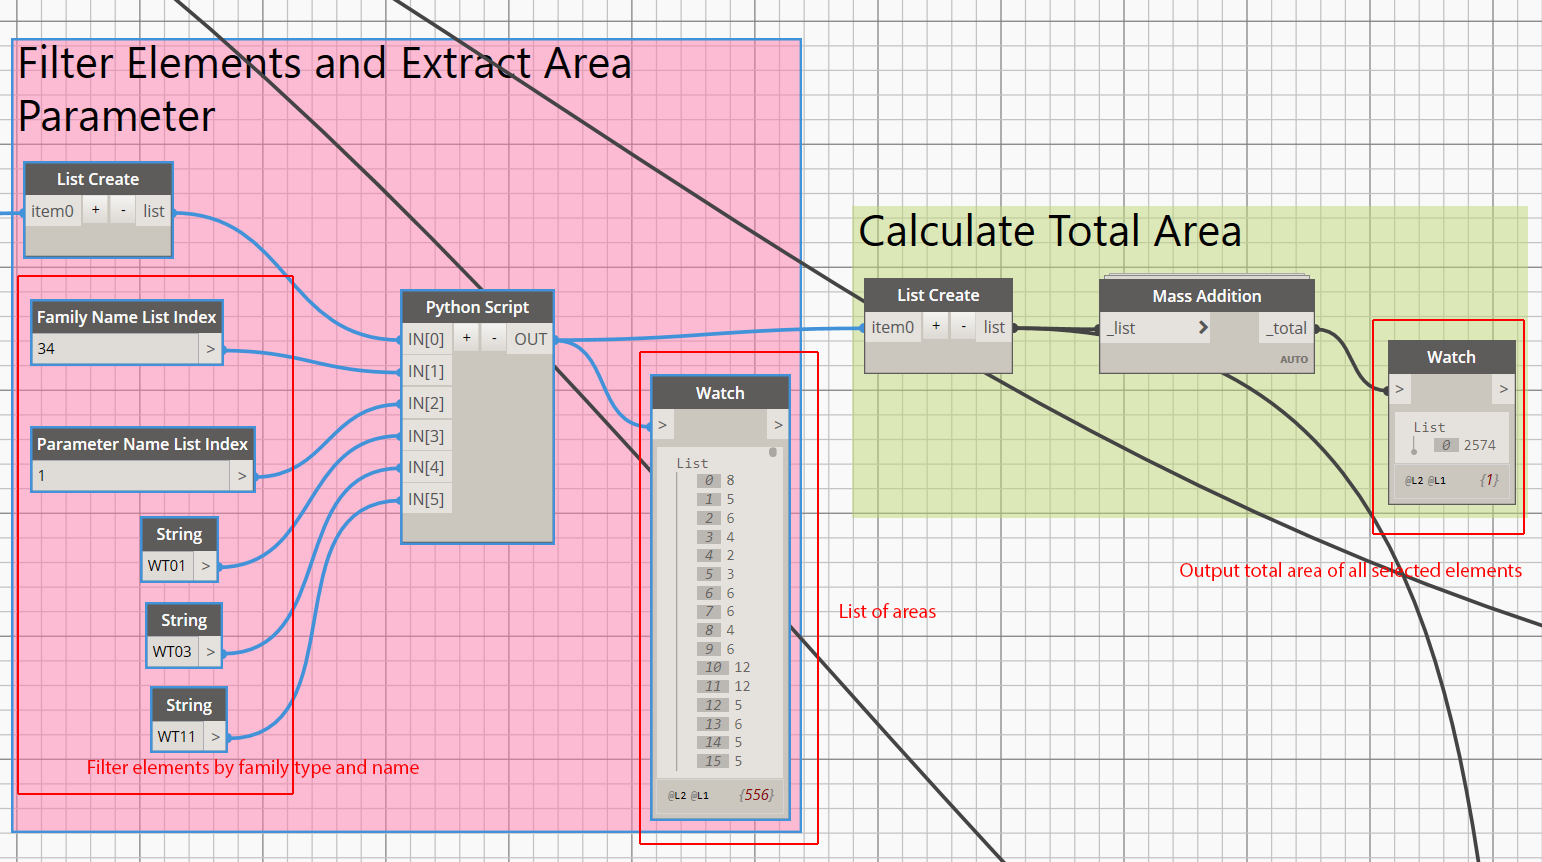 Filter Elements and Extract Area
Parameter
List Create
item0 + - list
Family Name List Index
34 >
Parameter Name List Index
1 >
String
WT01 >
String
WT03 >
String
WT11 >
Filter elements by family type and name
Python Script
IN[0] + - OUT
IN[1]
IN[2]
IN[3]
IN[4]
IN[5]
Watch
> >
List
0 8
1 5
2 6
3 4
4 2
5 3
6 6
7 6
8 4
9 6
10 12
11 12
12 5
13 6
14 5
15 5
@L2 @L1 {556}
List of areas
Calculate Total Area
List Create
item0 + - list
Mass Addition
_list > _total
AUTO
Watch
> >
List
0 2574
@L2 @L1 {1}
Output total area of all selected elements